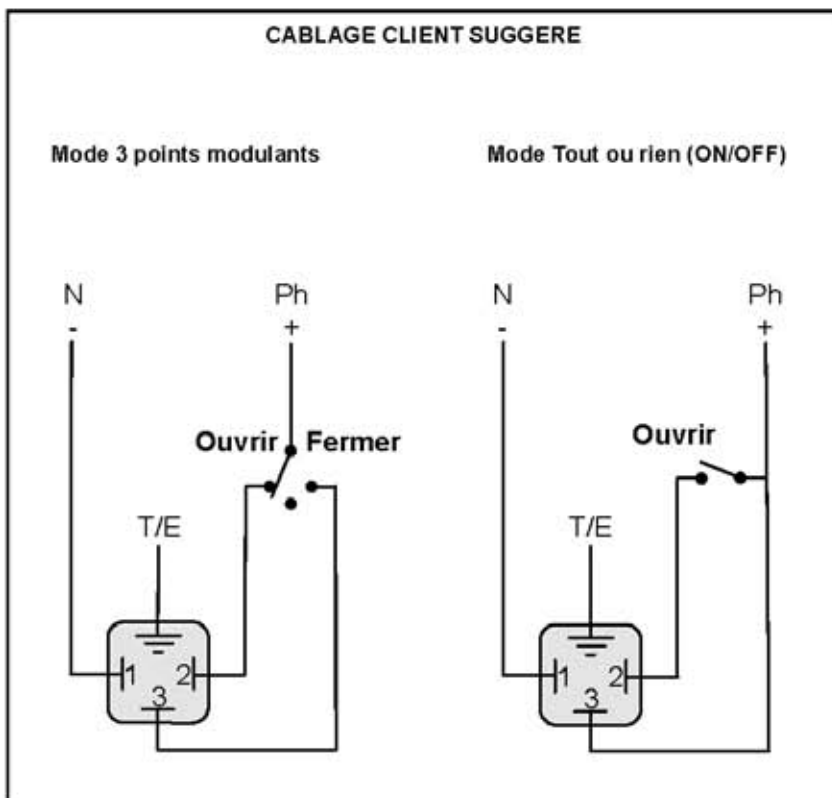 CABLAGE CLIENT SUGGERE
Mode 3 points modulants
N
Ph
-
+
Ouvrir Fermer
T/E
1
2
3
Mode Tout ou rien (ON/OFF)
N
Ph
-
+
Ouvrir
T/E
1
2
3